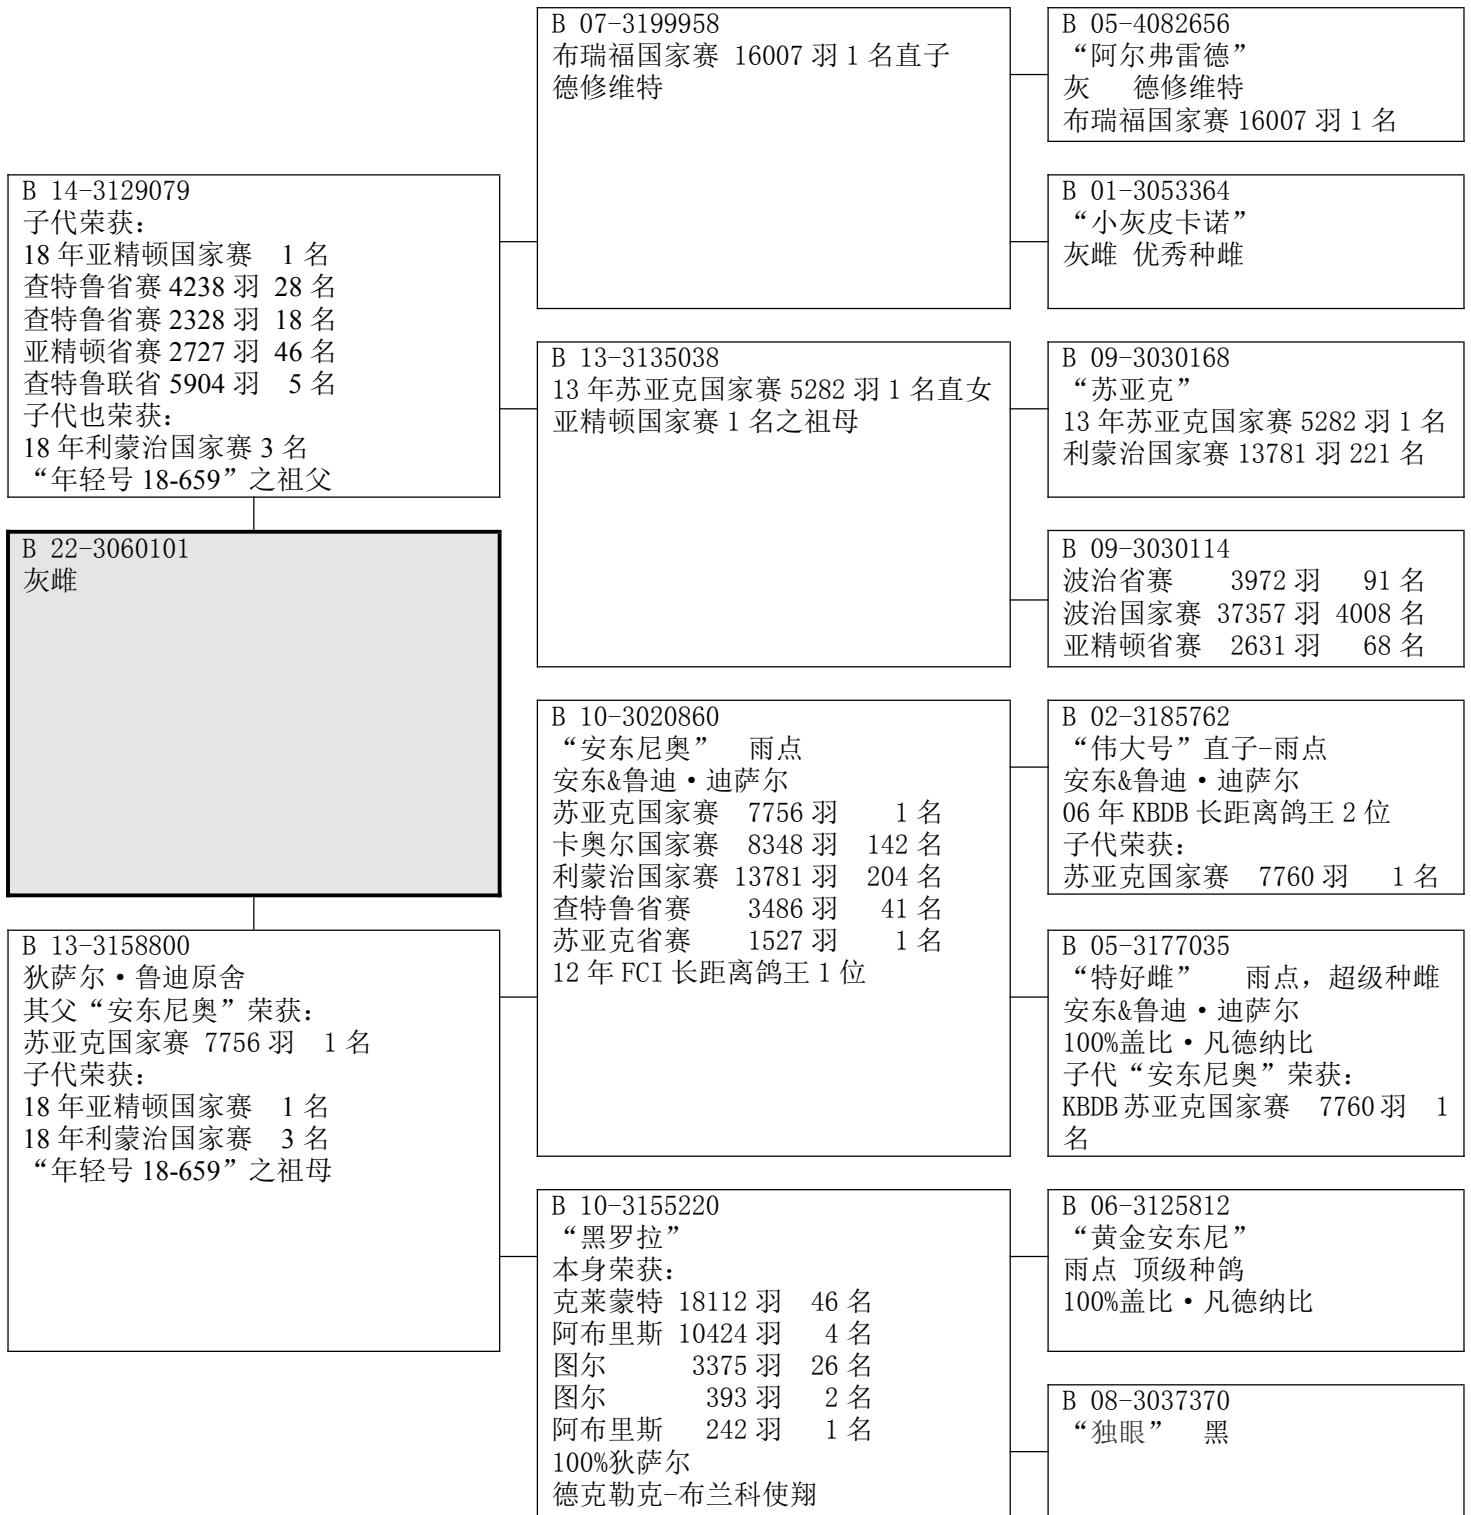 B 07-3199958
布瑞福国家赛 16007 羽 1 名直子
德修维特
B 05-4082656
“阿尔弗雷德”
灰 德修维特
布瑞福国家赛 16007 羽 1 名
B 14-3129079
子代荣获：
18 年亚精顿国家赛 1 名
查特鲁省赛 4238 羽 28 名
查特鲁省赛 2328 羽 18 名
亚精顿省赛 2727 羽 46 名
查特鲁联省 5904 羽 5 名
子代也荣获：
18 年利蒙治国家赛 3 名
“年轻号 18-659”之祖父
B 01-3053364
“小灰皮卡诺”
灰雌 优秀种雌
B 13-3135038
13 年苏亚克国家赛 5282 羽 1 名直女
亚精顿国家赛 1 名之祖母
B 09-3030168
“苏亚克”
13 年苏亚克国家赛 5282 羽 1 名
利蒙治国家赛 13781 羽 221 名
B 22-3060101
灰雌
B 09-3030114
波治省赛 3972 羽 91 名
波治国家赛 37357 羽 4008 名
亚精顿省赛 2631 羽 68 名
B 10-3020860
“安东尼奥” 雨点
安东&鲁迪·迪萨尔
苏亚克国家赛 7756 羽 1 名
卡奥尔国家赛 8348 羽 142 名
利蒙治国家赛 13781 羽 204 名
查特鲁省赛 3486 羽 41 名
苏亚克省赛 1527 羽 1 名
12 年 FCI 长距离鸽王 1 位
B 02-3185762
“伟大号”直子-雨点
安东&鲁迪·迪萨尔
06 年 KBDB 长距离鸽王 2 位
子代荣获：
苏亚克国家赛 7760 羽 1 名
B 13-3158800
狄萨尔·鲁迪原舍
其父“安东尼奥”荣获：
苏亚克国家赛 7756 羽 1 名
子代荣获：
18 年亚精顿国家赛 1 名
18 年利蒙治国家赛 3 名
“年轻号 18-659”之祖母
B 05-3177035
“特好雌” 雨点，超级种雌
安东&鲁迪·迪萨尔
100%盖比·凡德纳比
子代“安东尼奥”荣获：
KBDB 苏亚克国家赛 7760 羽 1
名
B 10-3155220
“黑罗拉”
本身荣获：
克莱蒙特 18112 羽 46 名
阿布里斯 10424 羽 4 名
图尔 3375 羽 26 名
图尔 393 羽 2 名
阿布里斯 242 羽 1 名
100%狄萨尔
德克勒克-布兰科使翔
B 06-3125812
“黄金安东尼”
雨点 顶级种鸽
100%盖比·凡德纳比
B 08-3037370
“独眼” 黑